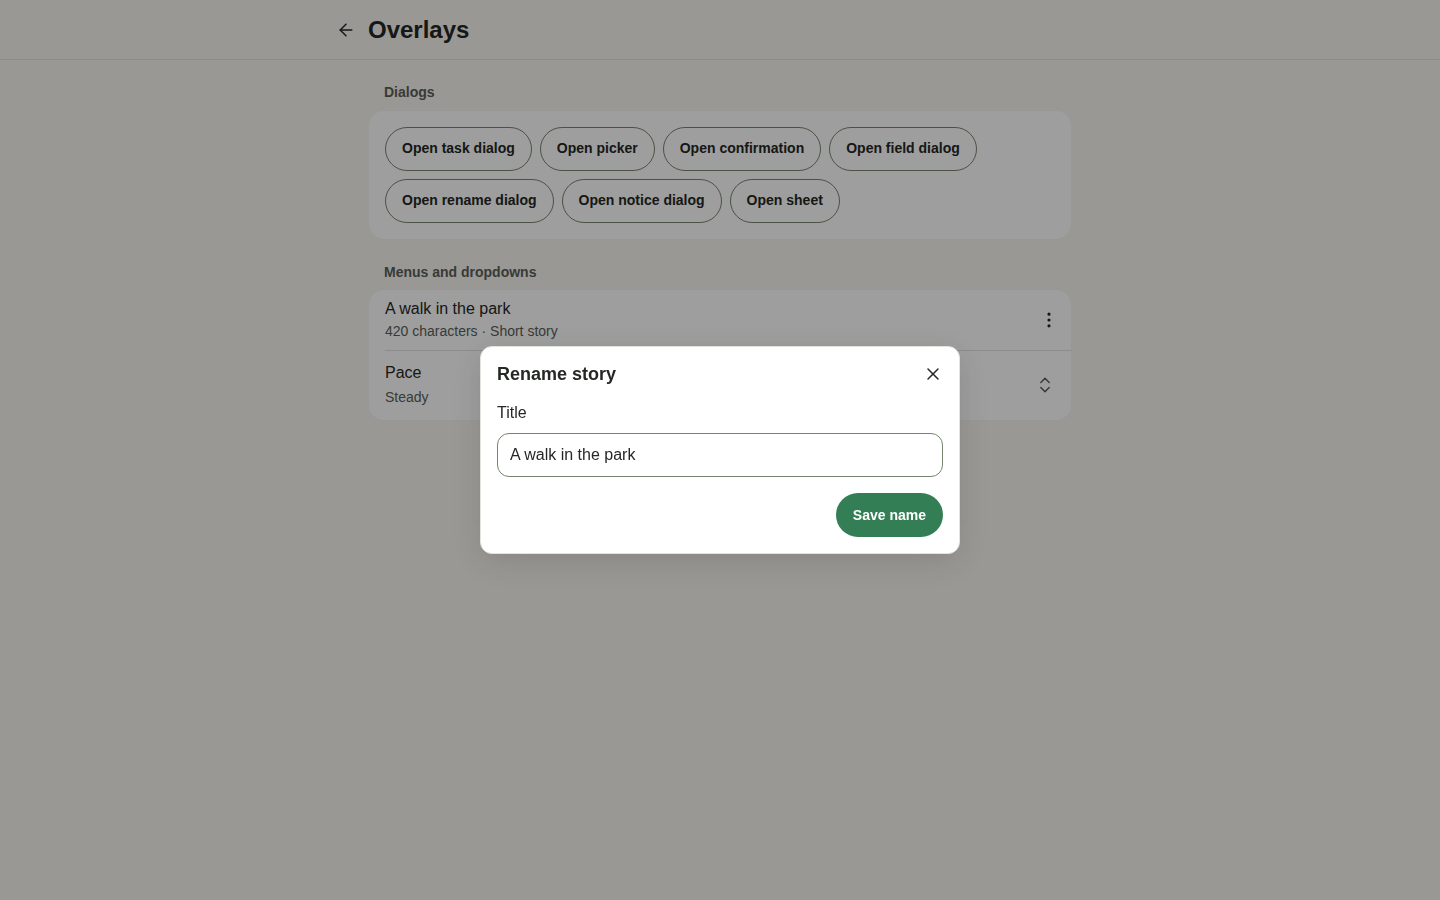 Overlays
Dialogs
Open task dialog
Open picker
Open confirmation
Open field dialog
Open rename dialog
Open notice dialog
Open sheet
Menus and dropdowns
A walk in the park
420 characters · Short story
Pace
Steady
Rename story
Title
A walk in the park
Save name